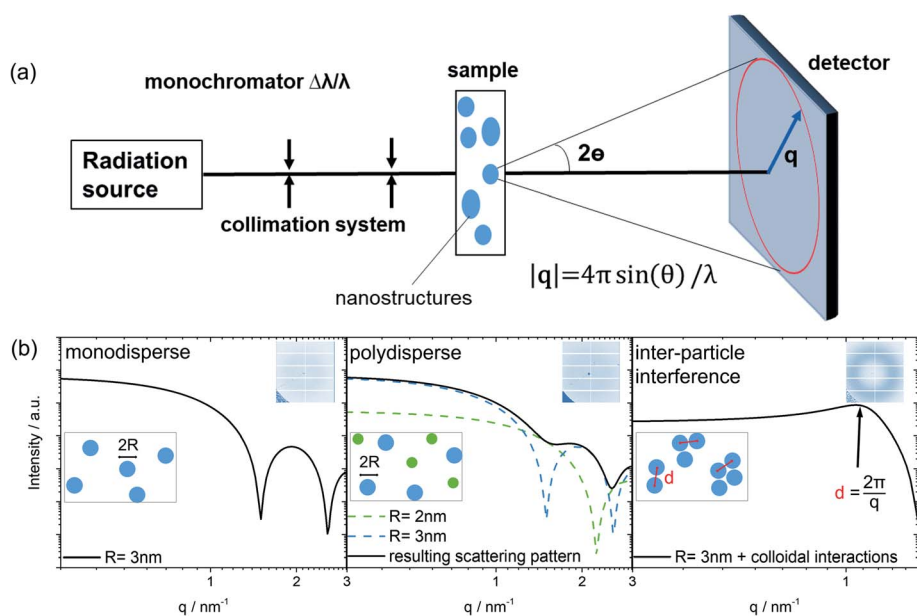 (a)
monochromator Δλ/λ
sample
detector
Radiation
source
2ɵ
q
collimation system
nanostructures
|q|=4π sin(θ) /λ
(b)
monodisperse
polydisperse
inter-particle
interference
Intensity / a.u.
2R
2R
d
d = 2π/q
R= 3nm
R= 2nm
R= 3nm
resulting scattering pattern
R= 3nm + colloidal interactions
1
2
3
1
2
3
1
q / nm⁻¹
q / nm⁻¹
q / nm⁻¹